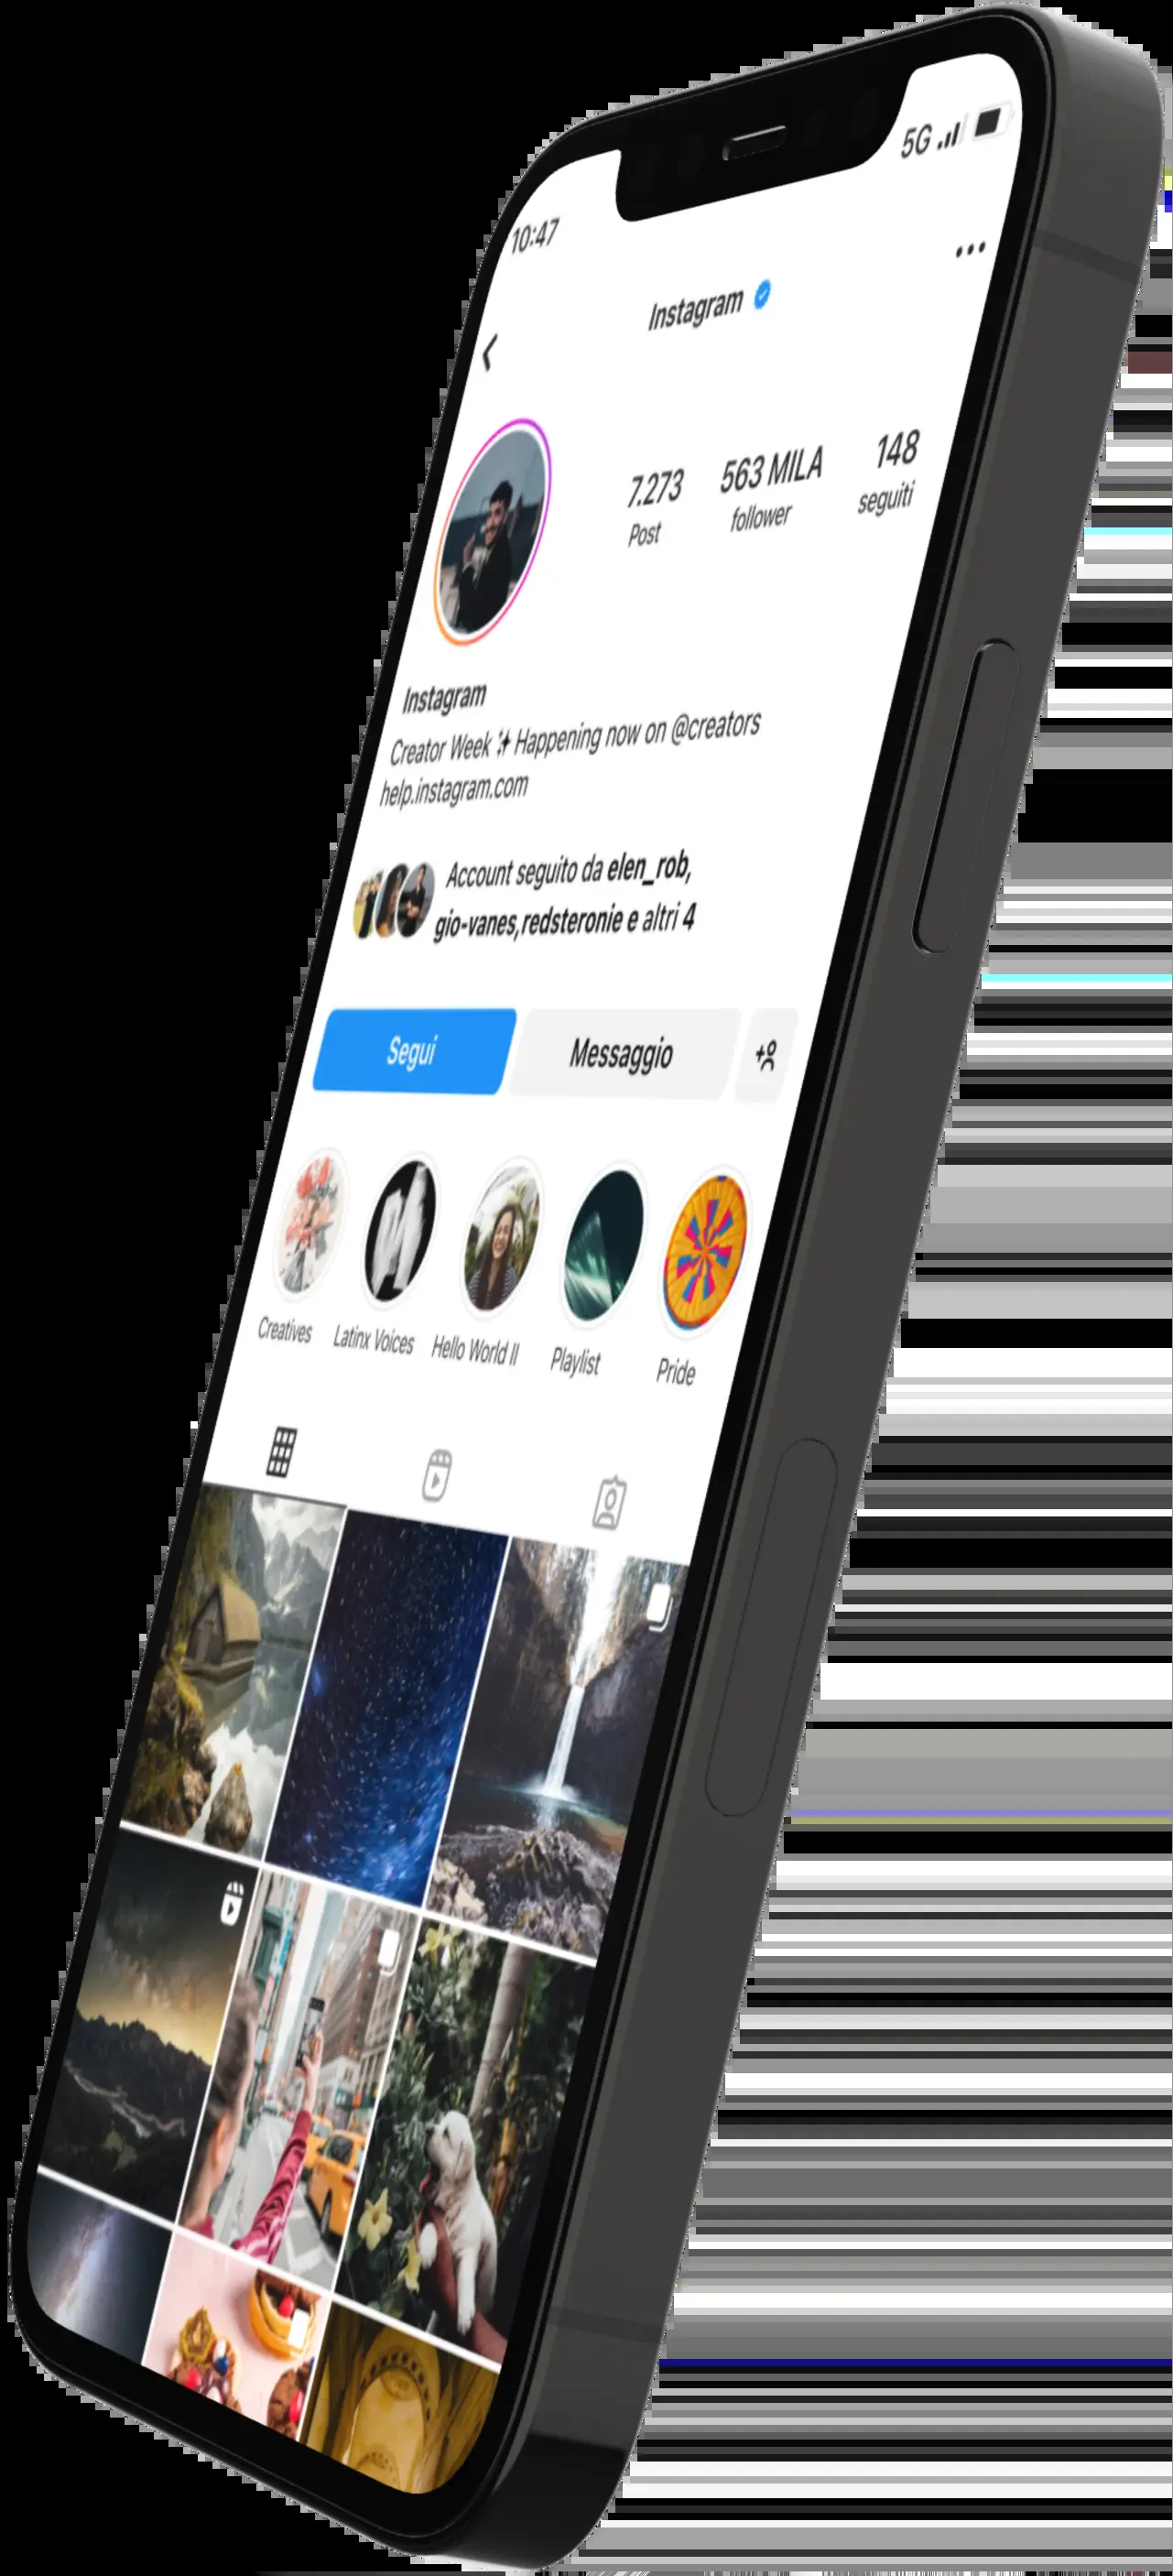 10:47
5G
Instagram
7.273
563 MILA
148
Post
follower
seguiti
Instagram
Creator Week ✨ Happening now on @creators
help.instagram.com
Account seguito da elen_rob,
gio-vanes,redsteronie e altri 4
Segui
Messaggio
Creatives
Latinx Voices
Hello World II
Playlist
Pride